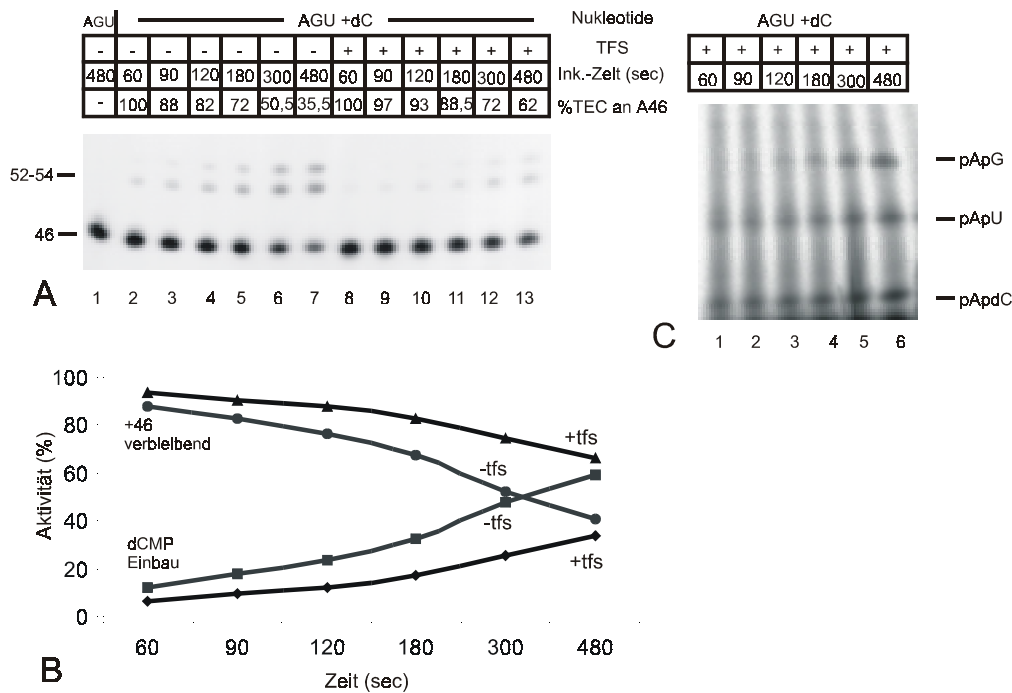 AGU AGU +dC Nukleotide
- - - - - - - + + + + + + TFS
480 60 90 120 180 300 480 60 90 120 180 300 480 Ink.-Zeit (sec)
- 100 88 82 72 50,5 35,5 100 97 93 88,5 72 62 %TEC an A46
52-54
46
A 1 2 3 4 5 6 7 8 9 10 11 12 13
AGU +dC
+ + + + + +
60 90 120 180 300 480
pApG
pApU
pApdC
C 1 2 3 4 5 6
Aktivität (%)
100
80
60
40
20
0
+46
verbleibend
dCMP
Einbau
+tfs
-tfs
-tfs
+tfs
60 90 120 180 300 480
B Zeit (sec)